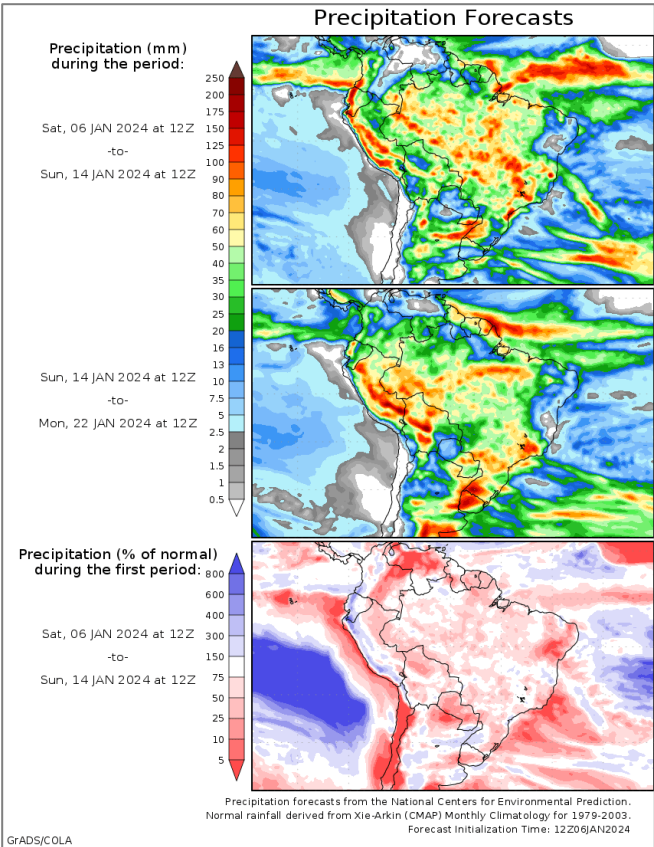 Precipitation Forecasts
Precipitation (mm)
during the period:
Sat, 06 JAN 2024 at 12Z
-to-
Sun, 14 JAN 2024 at 12Z
250
200
175
150
125
100
90
80
70
60
50
40
35
30
25
20
16
13
10
7.5
5
2.5
2
1.5
1
0.5
Sun, 14 JAN 2024 at 12Z
-to-
Mon, 22 JAN 2024 at 12Z
Precipitation (% of normal)
during the first period:
Sat, 06 JAN 2024 at 12Z
-to-
Sun, 14 JAN 2024 at 12Z
800
600
400
300
150
75
50
25
10
5
Precipitation forecasts from the National Centers for Environmental Prediction.
Normal rainfall derived from Xie-Arkin (CMAP) Monthly Climatology for 1979-2003.
Forecast Initialization Time: 12Z06JAN2024
GrADS/COLA